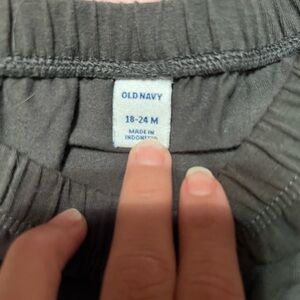 OLD NAVY
18-24 M
MADE IN
INDONESIA